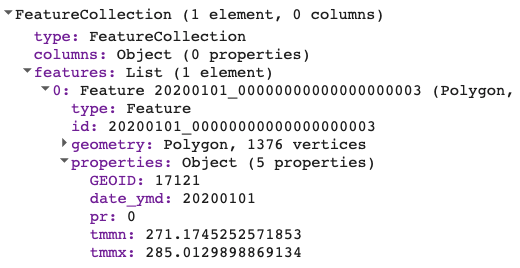 FeatureCollection (1 element, 0 columns)
type: FeatureCollection
columns: Object (0 properties)
features: List (1 element)
0: Feature 20200101_00000000000000000003 (Polygon,
type: Feature
id: 20200101_00000000000000000003
geometry: Polygon, 1376 vertices
properties: Object (5 properties)
GEOID: 17121
date_ymd: 20200101
pr: 0
tmmn: 271.1745252571853
tmmx: 285.0129898869134